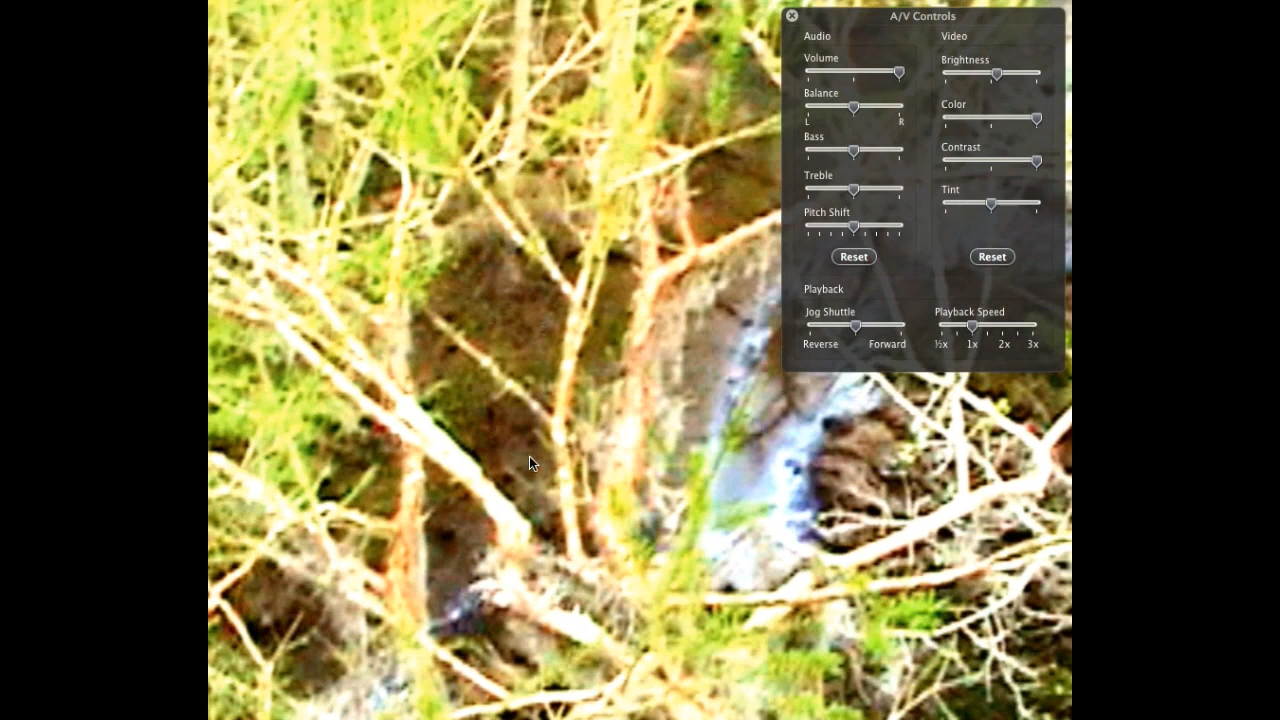 A/V Controls
Audio
Video
Volume
Brightness
Balance
L
R
Color
Bass
Contrast
Treble
Tint
Pitch Shift
Reset
Reset
Playback
Jog Shuttle
Playback Speed
Reverse
Forward
½x
1x
2x
3x